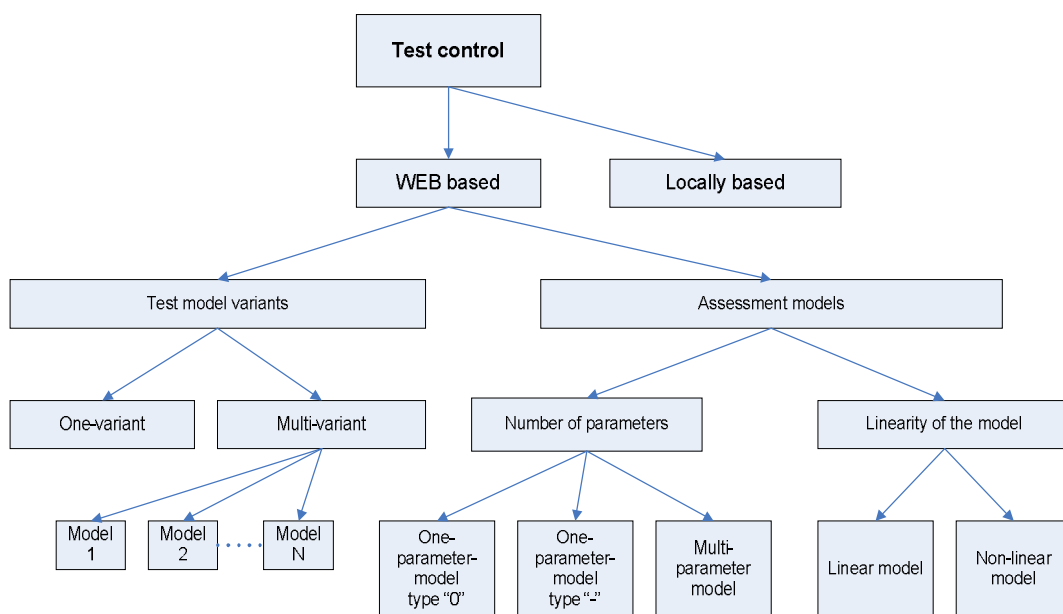 Test control
WEB based
Locally based
Test model variants
Assessment models
One-variant
Multi-variant
Number of parameters
Linearity of the model
Model
1
Model
2
Model
N
One-
parameter-
model
type “0”
One-
parameter-
model
type “-”
Multi-
parameter
model
Linear model
Non-linear
model